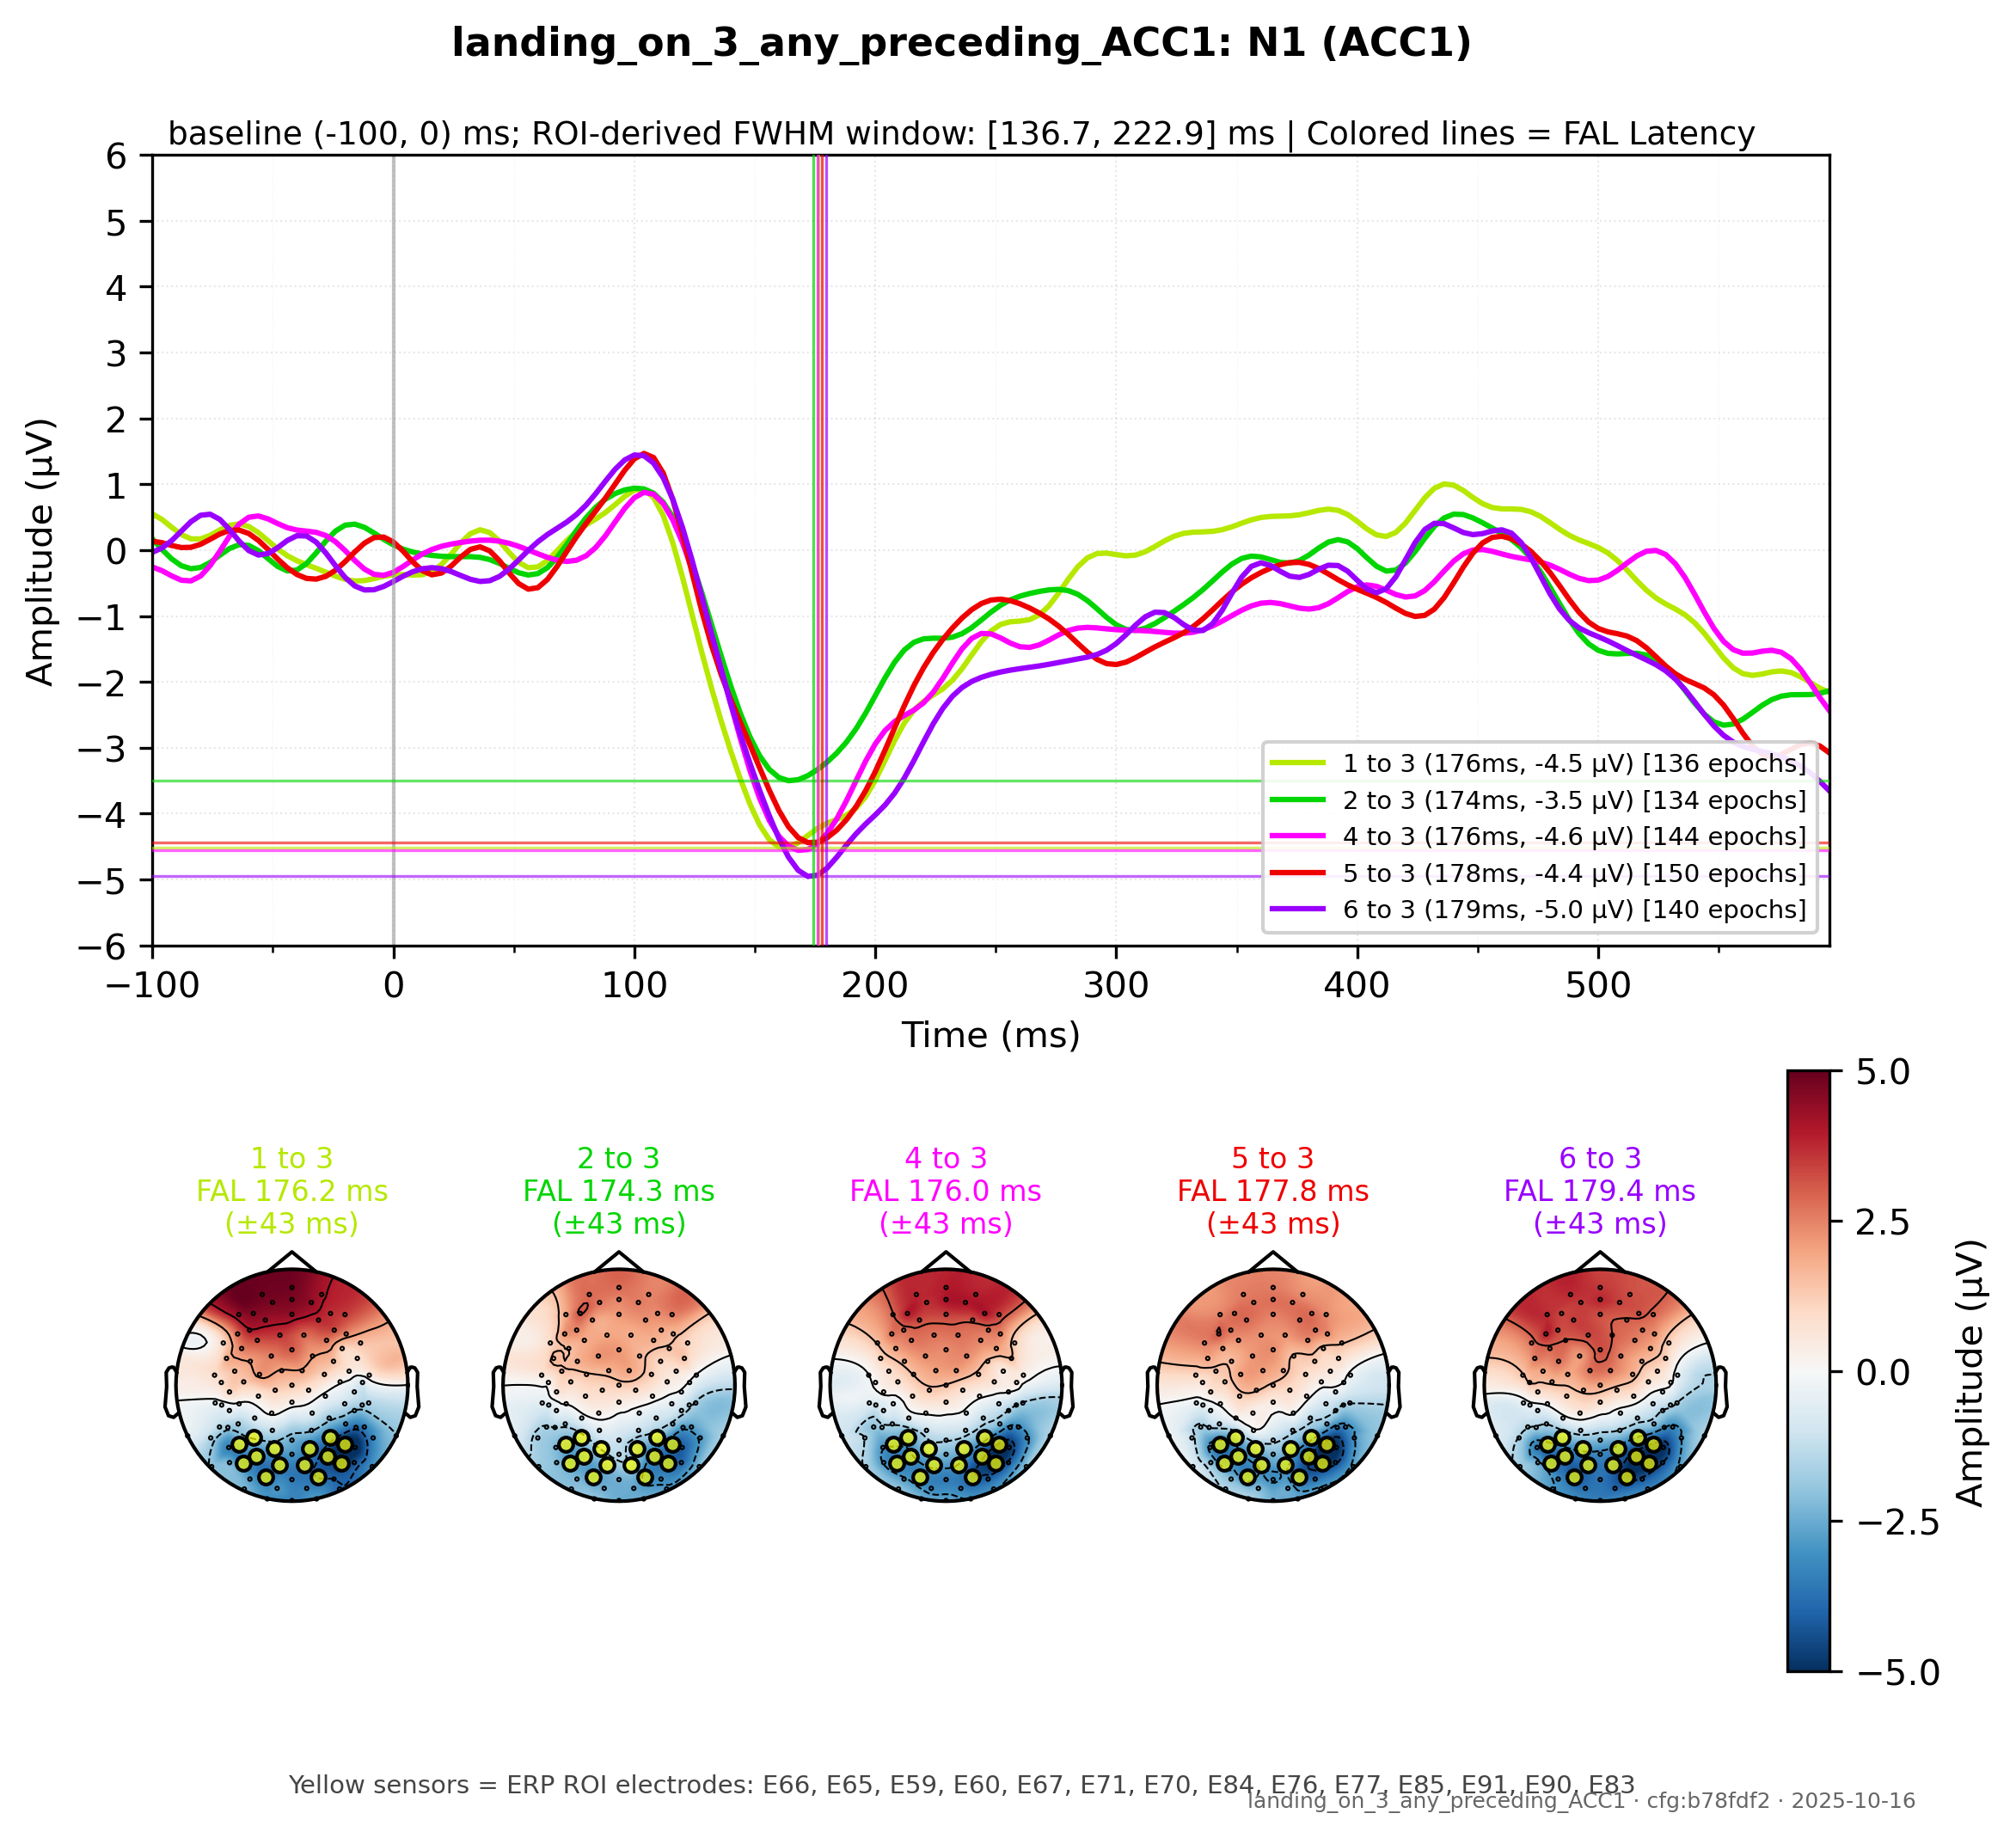 landing_on_3_any_preceding_ACC1: N1 (ACC1)
baseline (-100, 0) ms; ROI-derived FWHM window: [136.7, 222.9] ms | Colored lines = FAL Latency
6
5
4
3
2
1
0
−1
−2
−3
−4
−5
−6
Amplitude (µV)
1 to 3 (176ms, -4.5 µV) [136 epochs]
2 to 3 (174ms, -3.5 µV) [134 epochs]
4 to 3 (176ms, -4.6 µV) [144 epochs]
5 to 3 (178ms, -4.4 µV) [150 epochs]
6 to 3 (179ms, -5.0 µV) [140 epochs]
−100 0 100 200 300 400 500
Time (ms)
1 to 3
FAL 176.2 ms
(±43 ms)
2 to 3
FAL 174.3 ms
(±43 ms)
4 to 3
FAL 176.0 ms
(±43 ms)
5 to 3
FAL 177.8 ms
(±43 ms)
6 to 3
FAL 179.4 ms
(±43 ms)
5.0
2.5
0.0
−2.5
−5.0
Amplitude (µV)
Yellow sensors = ERP ROI electrodes: E66, E65, E59, E60, E67, E71, E70, E84, E76, E77, E85, E91, E90, E83
landing_on_3_any_preceding_ACC1 · cfg:b78fdf2 · 2025-10-16